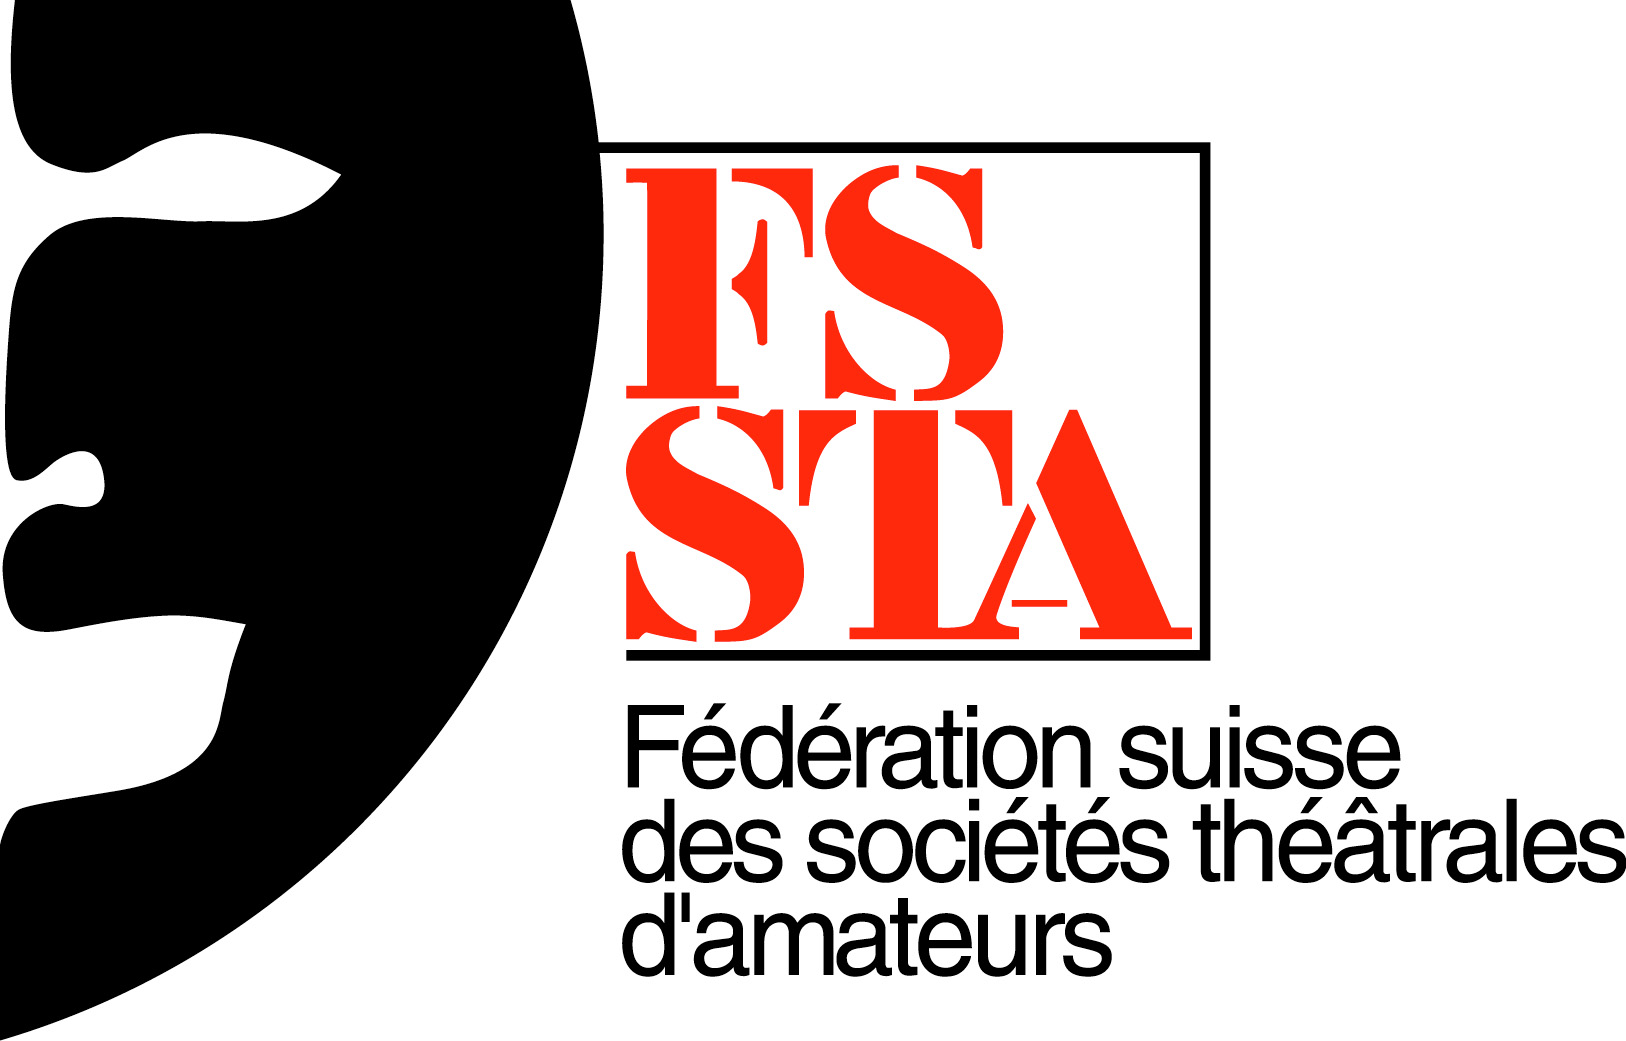 FS
STA
Fédération suisse
des sociétés théâtrales
d'amateurs